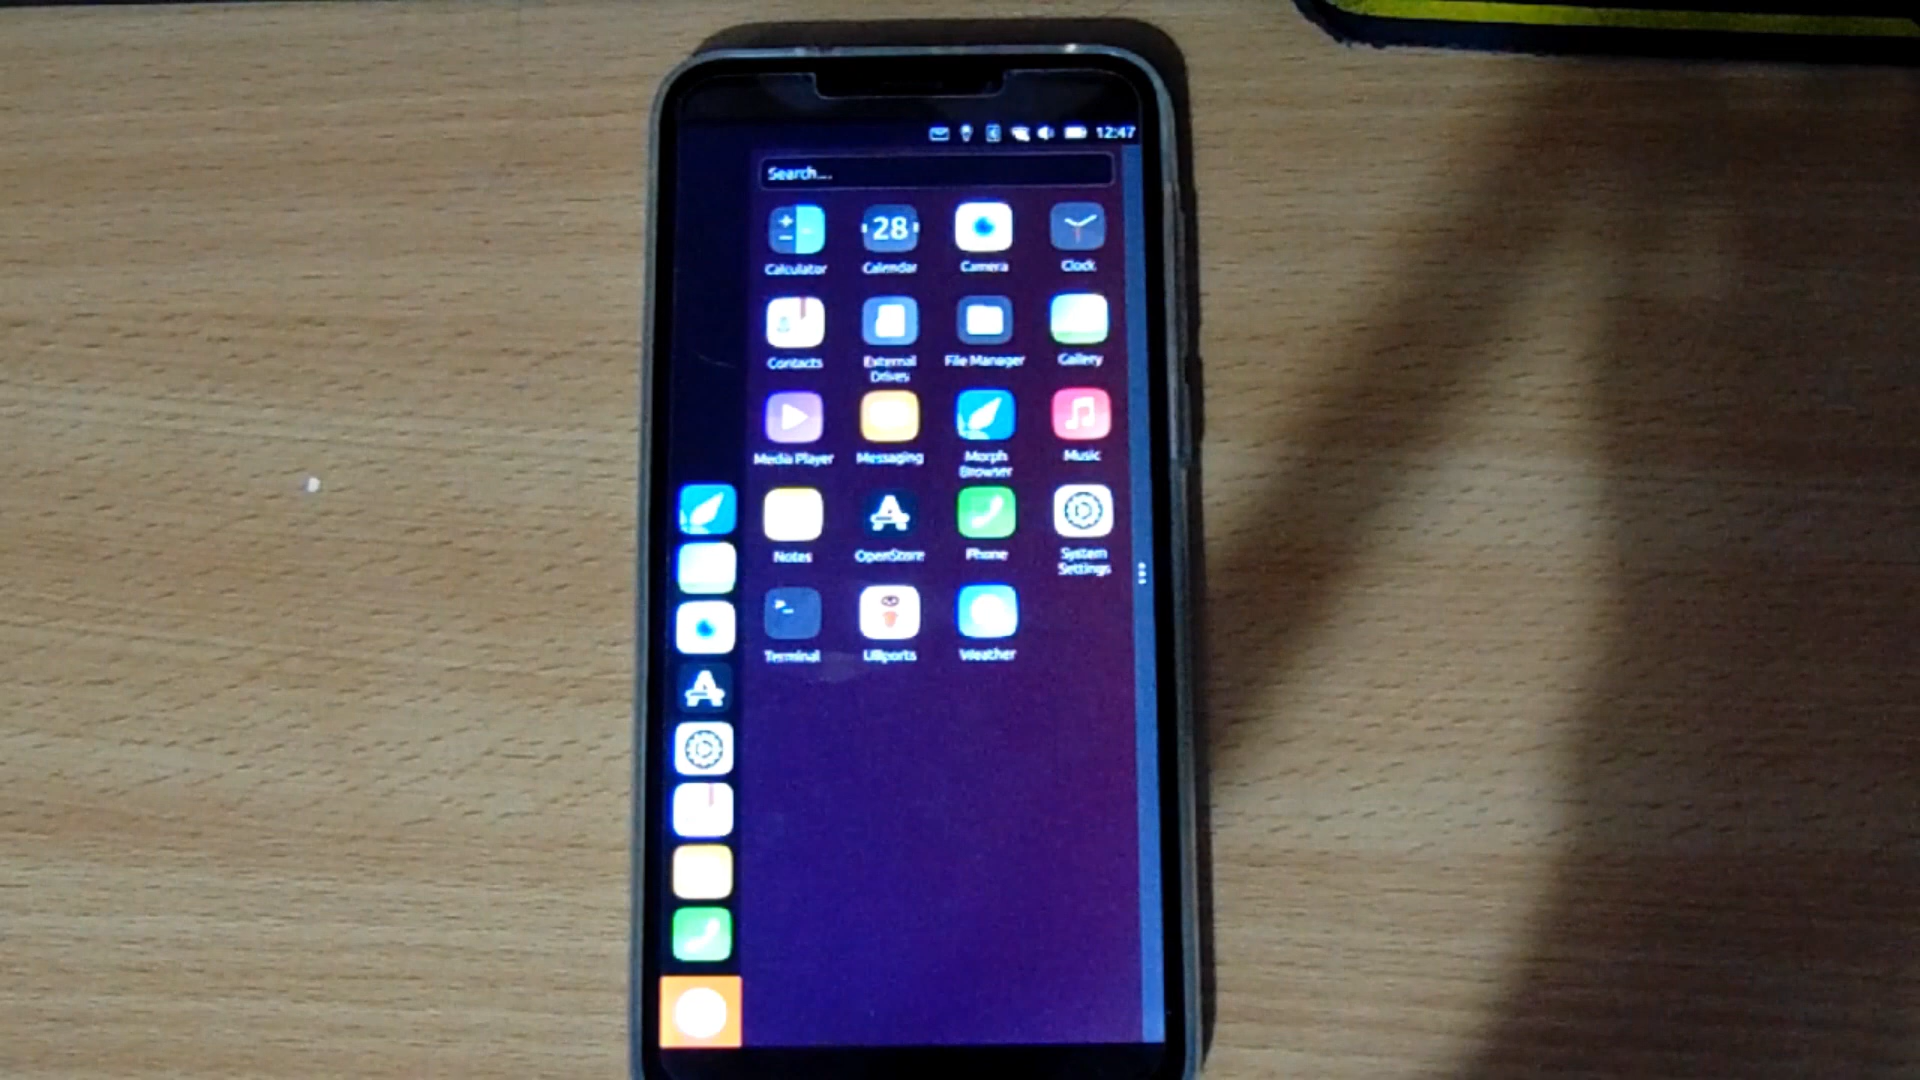 12:47
Search...
Calculator
28
Calendar
Camera
Clock
Contacts
External
Drives
File Manager
Gallery
Media Player
Messaging
Morph
Browser
Music
Notes
OpenStore
Phone
System
Settings
>_
Terminal
UBports
Weather